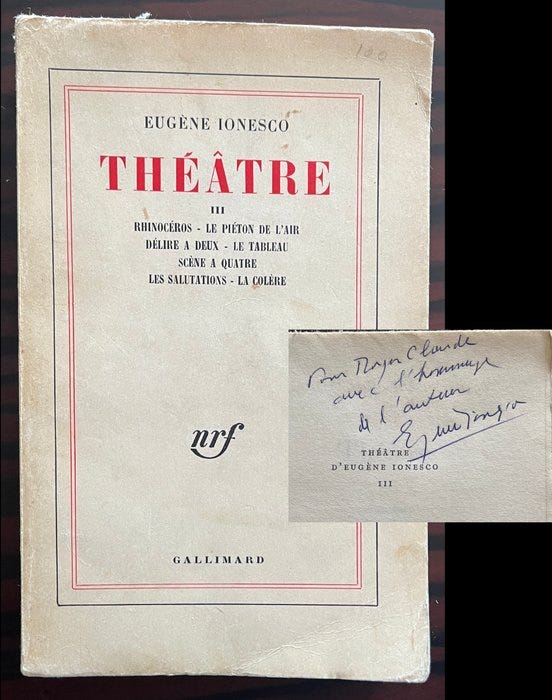 100
EUGÈNE IONESCO
THÉÂTRE
III
RHINOCÉROS - LE PIÉTON DE L'AIR
DÉLIRE A DEUX - LE TABLEAU
SCÈNE A QUATRE
LES SALUTATIONS - LA COLÈRE
nrf
GALLIMARD
Pour Roger Claude
avec l'hommage
de l'auteur
Eugène Ionesco
THÉÂTRE
D'EUGÈNE IONESCO
III